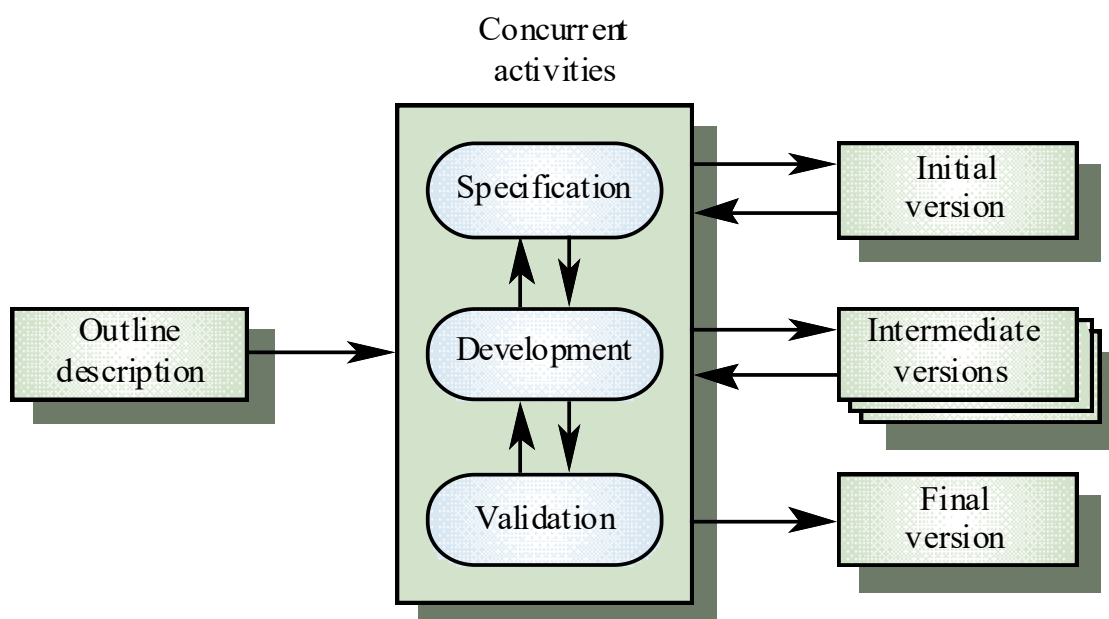 Concurrent
activities
Specification
Initial
version
Outline
description
Development
Intermediate
versions
Validation
Final
version